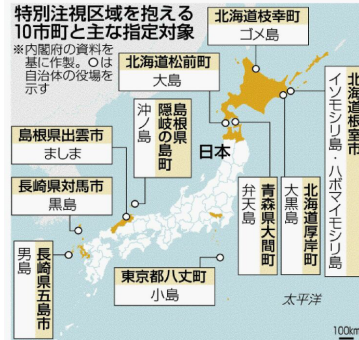 特別注視区域を抱える
10市町と主な指定対象
※内閣府の資料を
基に作製。○は
自治体の役場を
示す
北海道枝幸町
ゴメ島
北海道松前町
大島
島根県
隠岐の島町
沖ノ島
島根県出雲市
ましま
長崎県対馬市
黒島
長崎県五島市
男島
日本
東京都八丈町
小島
青森県大間町
弁天島
北海道厚岸町
大黒島
北海道根室市
イソモシリ島・ハボマイモシリ島
太平洋
100km